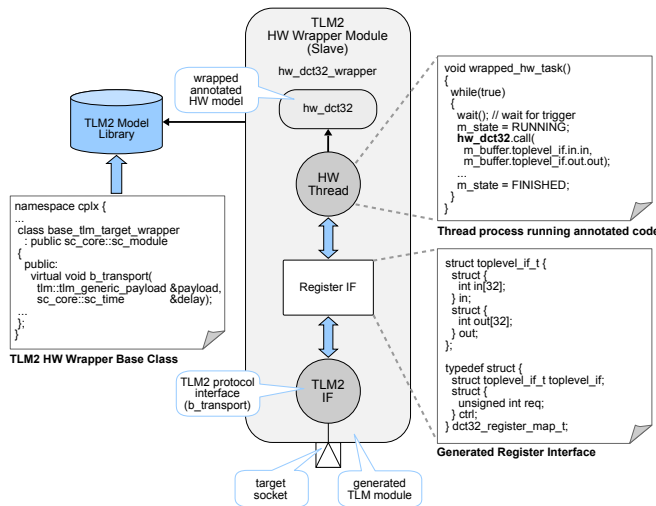 TLM2
HW Wrapper Module
(Slave)
hw_dct32_wrapper
wrapped
annotated
HW model
hw_dct32
TLM2 Model
Library
HW
Thread
Register IF
TLM2
IF
TLM2 protocol
interface
(b_transport)
target
socket
generated
TLM module
namespace cplx {
...
class base_tlm_target_wrapper
: public sc_core::sc_module
{
public:
virtual void b_transport(
tlm::tlm_generic_payload &payload,
sc_core::sc_time &delay);
...
};
}
TLM2 HW Wrapper Base Class
void wrapped_hw_task()
{
while(true)
{
wait(); // wait for trigger
m_state = RUNNING;
hw_dct32.call(
m_buffer.toplevel_if.in.in,
m_buffer.toplevel_if.out.out);
...
m_state = FINISHED;
}
}
Thread process running annotated code
struct toplevel_if_t {
struct {
int in[32];
} in;
struct {
int out[32];
} out;
};
typedef struct {
struct toplevel_if_t toplevel_if;
struct {
unsigned int req;
} ctrl;
} dct32_register_map_t;
Generated Register Interface